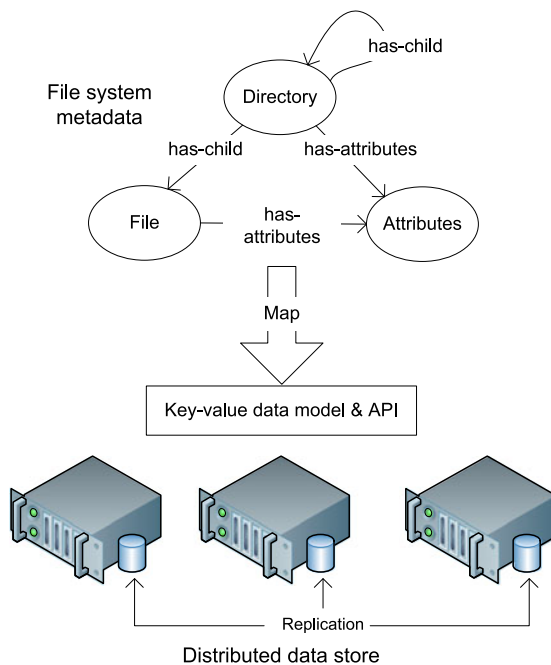 has-child
Directory
File system
metadata
has-child
has-attributes
File
has-
attributes
Attributes
Map
Key-value data model & API
Replication
Distributed data store